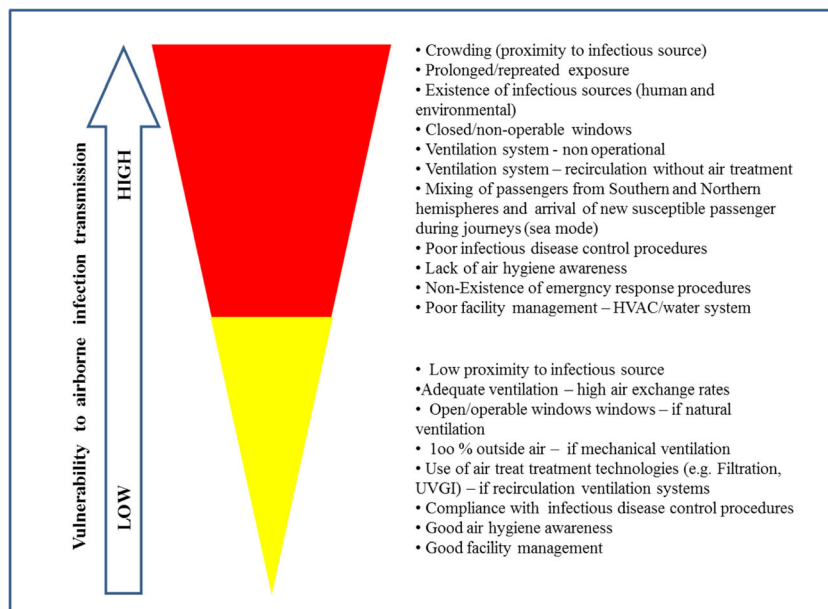 Vulnerability to airborne infection transmission
HIGH
LOW
• Crowding (proximity to infectious source)
• Prolonged/repreated exposure
• Existence of infectious sources (human and
environmental)
• Closed/non-operable windows
• Ventilation system - non operational
• Ventilation system – recirculation without air treatment
• Mixing of passengers from Southern and Northern
hemispheres and arrival of new susceptible passenger
during journeys (sea mode)
• Poor infectious disease control procedures
• Lack of air hygiene awareness
• Non-Existence of emergncy response procedures
• Poor facility management – HVAC/water system
• Low proximity to infectious source
•Adequate ventilation – high air exchange rates
• Open/operable windows windows – if natural
ventilation
• 1oo % outside air – if mechanical ventilation
• Use of air treat treatment technologies (e.g. Filtration,
UVGI) – if recirculation ventilation systems
• Compliance with infectious disease control procedures
• Good air hygiene awareness
• Good facility management